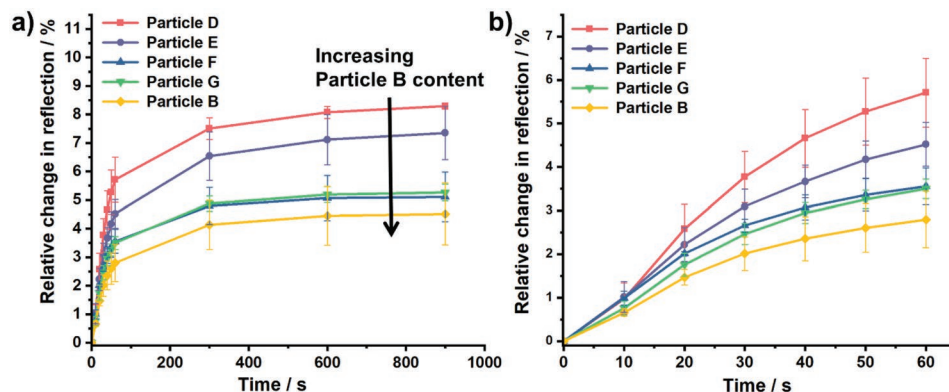 a)
Relative change in reflection / %
11
10
9
8
7
6
5
4
3
2
1
0
Particle D
Particle E
Particle F
Particle G
Particle B
Increasing
Particle B content
0 200 400 600 800 1000
Time / s
b)
Relative change in reflection / %
7
6
5
4
3
2
1
0
Particle D
Particle E
Particle F
Particle G
Particle B
0 10 20 30 40 50 60
Time / s